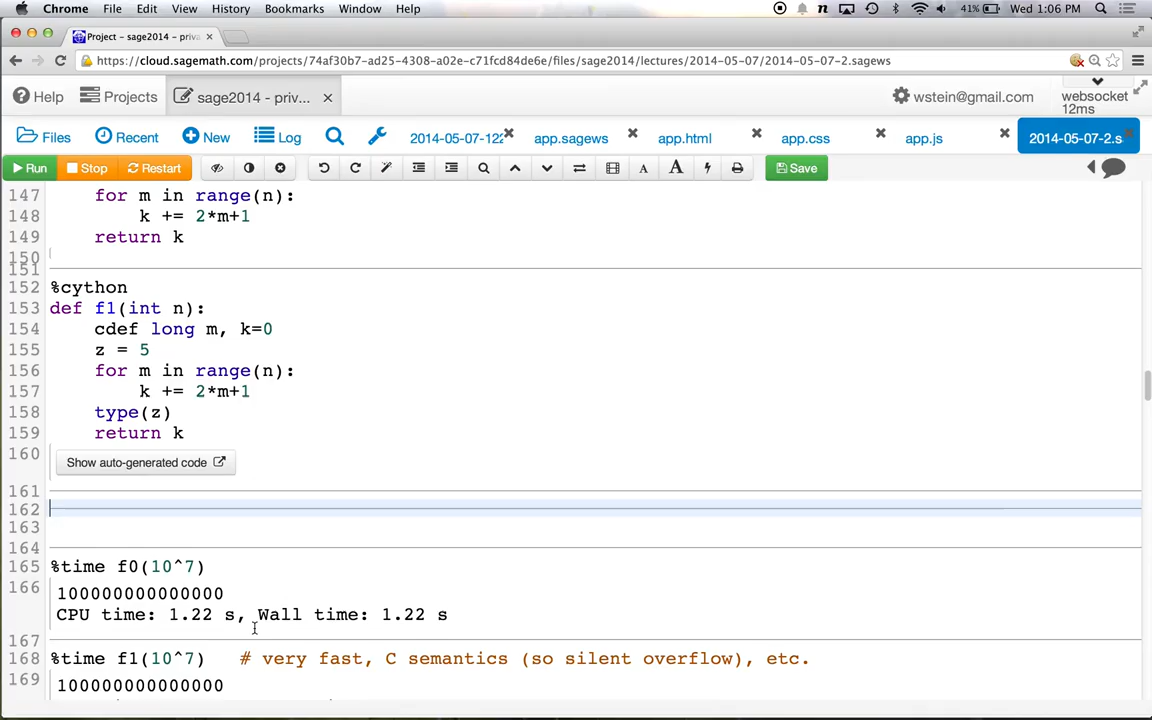 Chrome File Edit View History Bookmarks Window Help 41% Wed 1:06 PM
Project – sage2014 – priva
https://cloud.sagemath.com/projects/74af30b7-ad25-4308-a02e-c71fcd84de6e/files/sage2014/lectures/2014-05-07/2014-05-07-2.sagews
Help Projects sage2014 - priv... wstein@gmail.com websocket
12ms
Files Recent New Log 2014-05-07-122 app.sagews app.html app.css app.js 2014-05-07-2.s
Run Stop Restart A A Save
147 for m in range(n):
148 k += 2*m+1
149 return k
150
151
152 %cython
153 def f1(int n):
154 cdef long m, k=0
155 z = 5
156 for m in range(n):
157 k += 2*m+1
158 type(z)
159 return k
160 Show auto-generated code
161
162
163
164
165 %time f0(10^7)
166 100000000000000
CPU time: 1.22 s, Wall time: 1.22 s
167
168 %time f1(10^7) # very fast, C semantics (so silent overflow), etc.
169 100000000000000